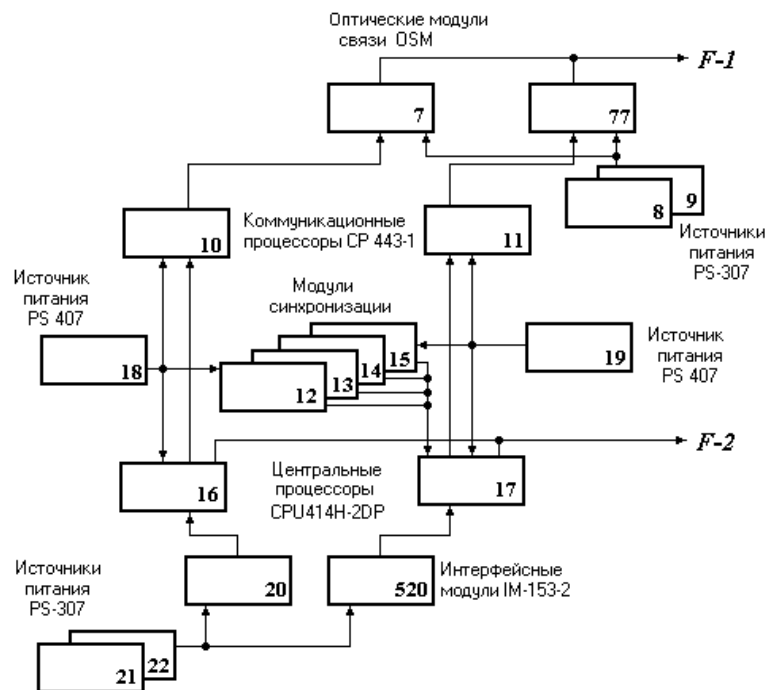 Оптические модули
связи OSM
F-1
7
77
8
9
Коммуникационные
процессоры CP 443-1
10
11
Источники
питания
PS-307
Источник
питания
PS 407
Модули
синхронизации
18
12
13
14
15
19
Источник
питания
PS 407
F-2
16
Центральные
процессоры
CPU414H-2DP
17
Источники
питания
PS-307
20
520
Интерфейсные
модули IM-153-2
21
22